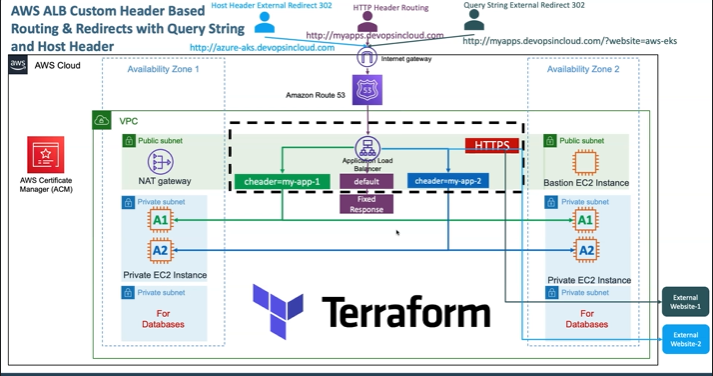 AWS ALB Custom Header Based
Routing & Redirects with Query String
and Host Header
Host Header External Redirect 302
HTTP Header Routing
Query String External Redirect 302
http://azure-aks.devopsincloud.com
http://myapps.devopsincloud.com
http://myapps.devopsincloud.com/?website=aws-eks
Internet gateway
aws
AWS Cloud
Availability Zone 1
Availability Zone 2
53
Amazon Route 53
VPC
Public subnet
NAT gateway
Application Load
Balancer
HTTPS
Public subnet
Bastion EC2 Instance
AWS Certificate
Manager (ACM)
cheader=my-app-1
default
cheader=my-app-2
Fixed
Response
Private subnet
A1
A2
Private EC2 Instance
Private subnet
A1
A2
Private EC2 Instance
Private subnet
For
Databases
Terraform
Private subnet
For
Databases
External
Website-1
External
Website-2